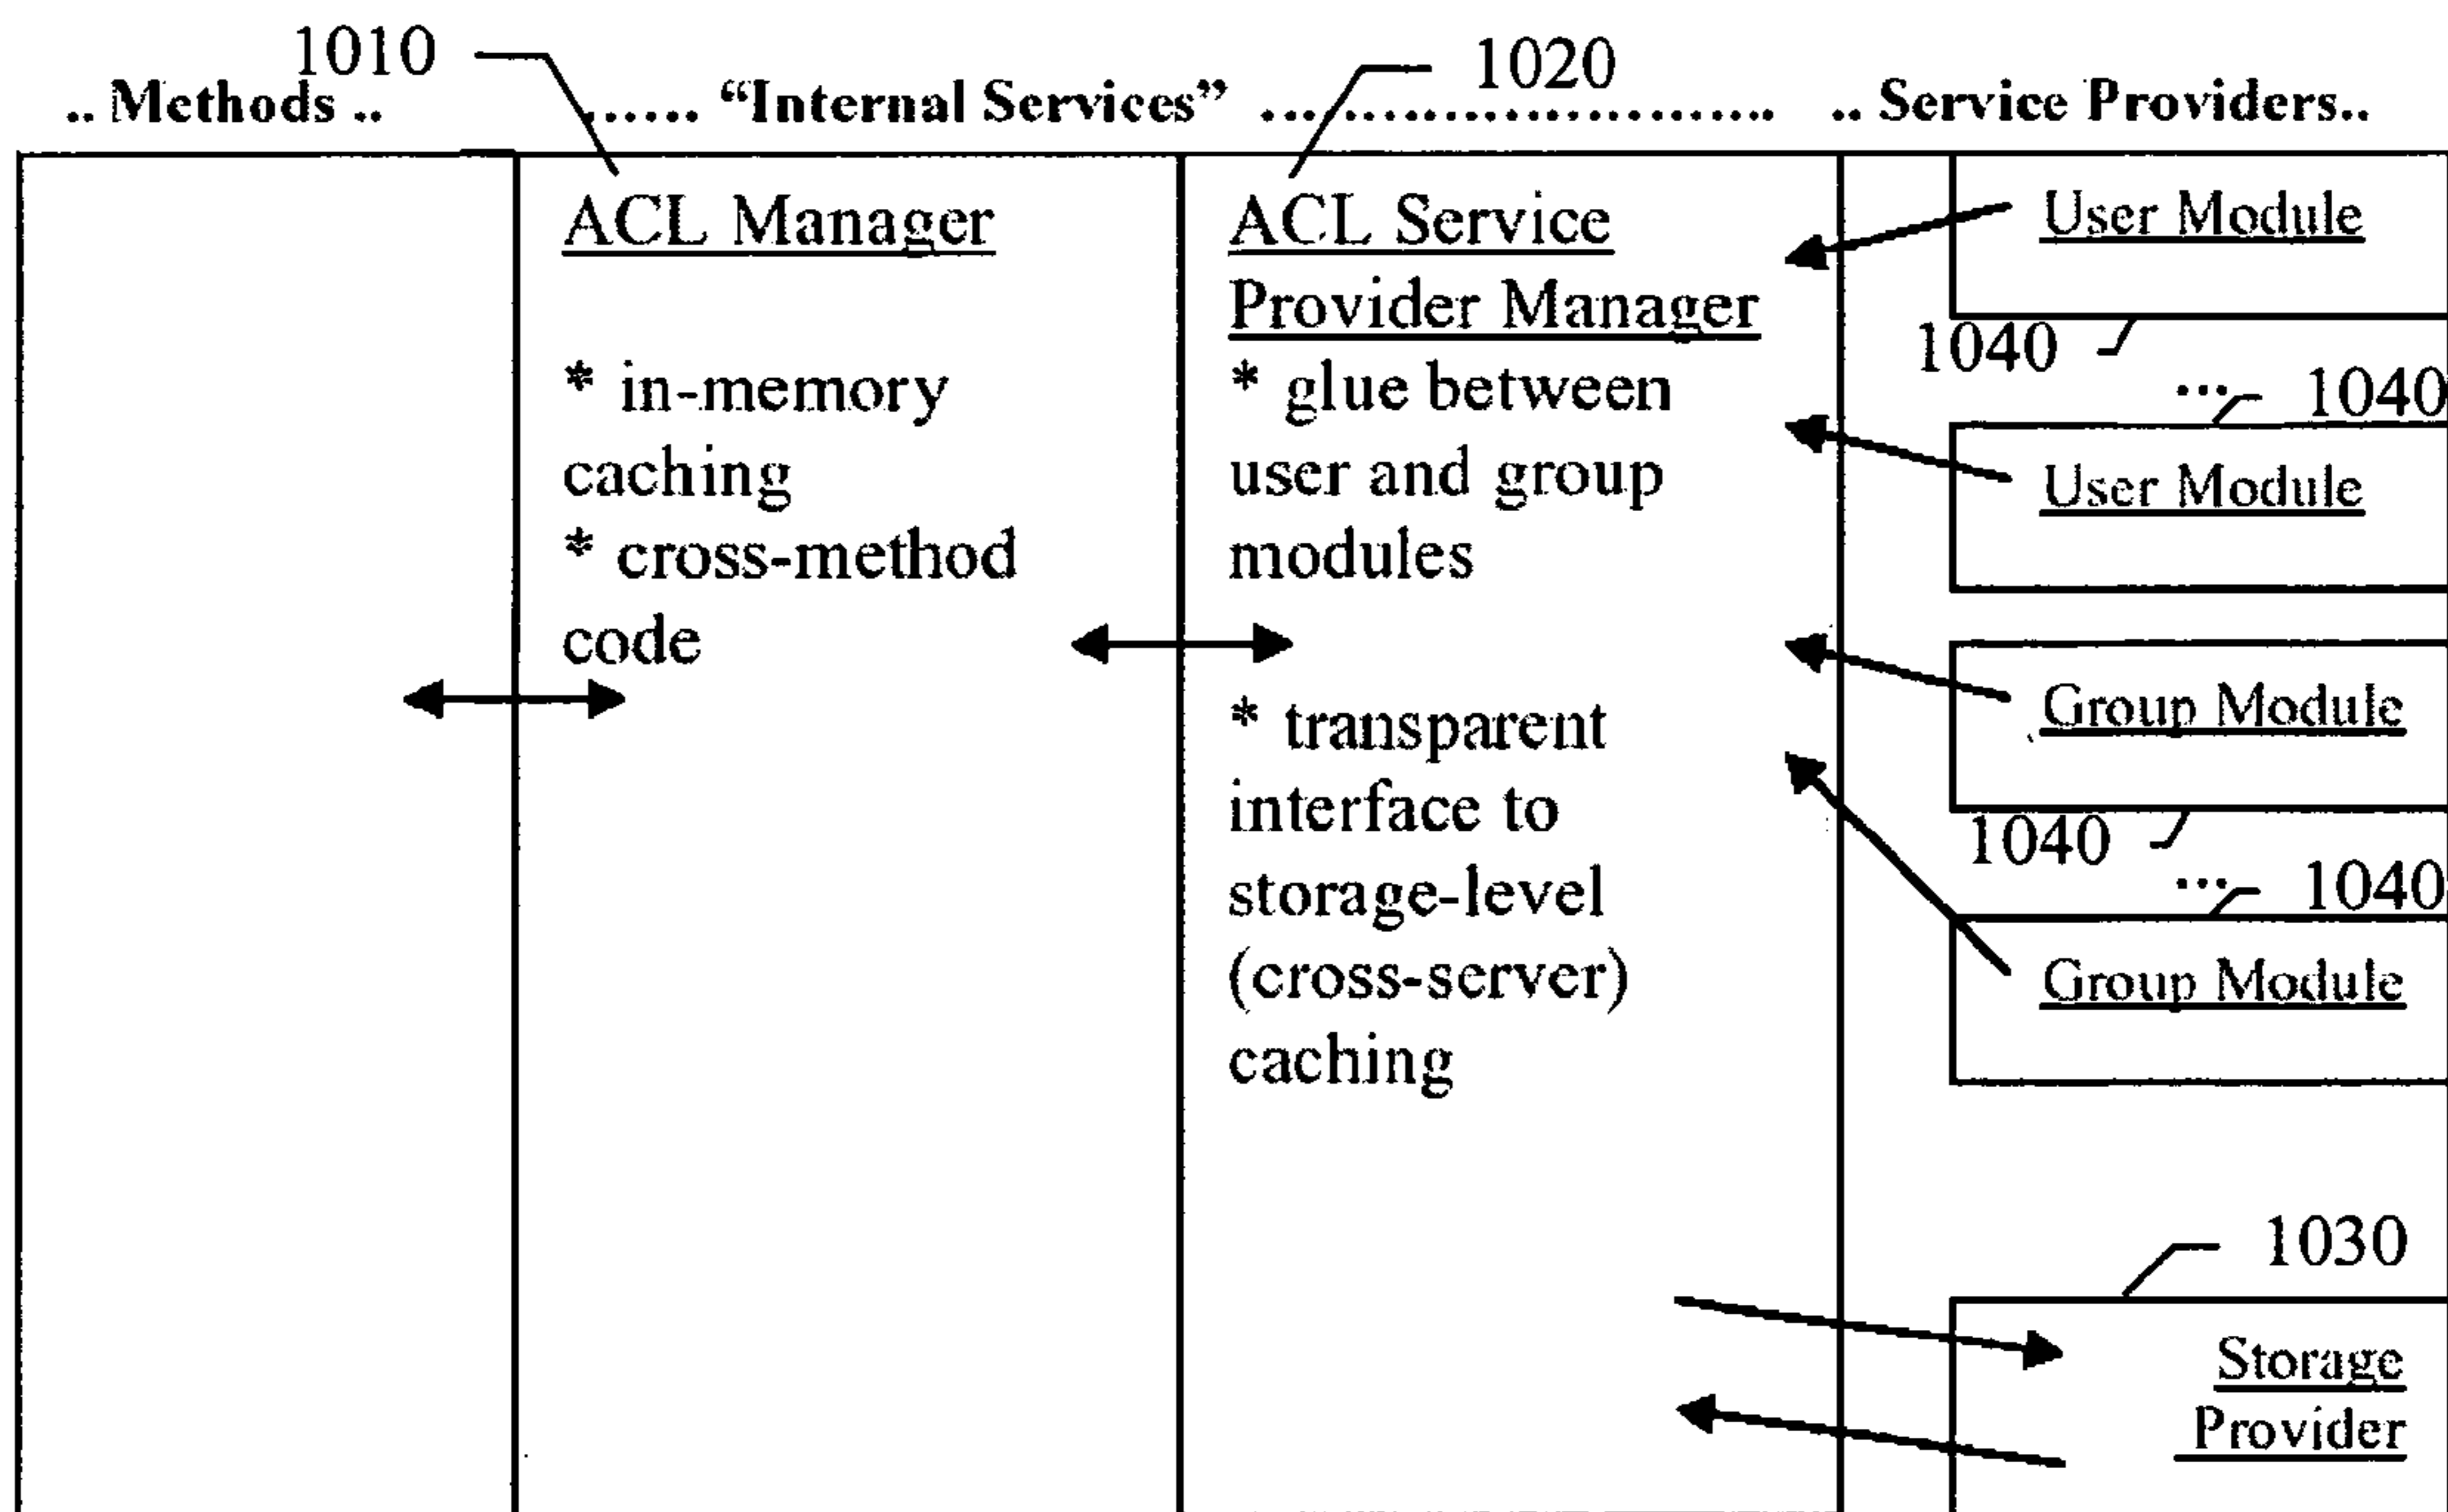 1010
1020
.. Methods .. ...... “Internal Services” ........................ .. Service Providers..
ACL Manager
* in-memory
caching
* cross-method
code
ACL Service
Provider Manager
* glue between
user and group
modules
* transparent
interface to
storage-level
(cross-server)
caching
User Module
1040
... 1040
User Module
Group Module
1040
... 1040
Group Module
1030
Storage
Provider